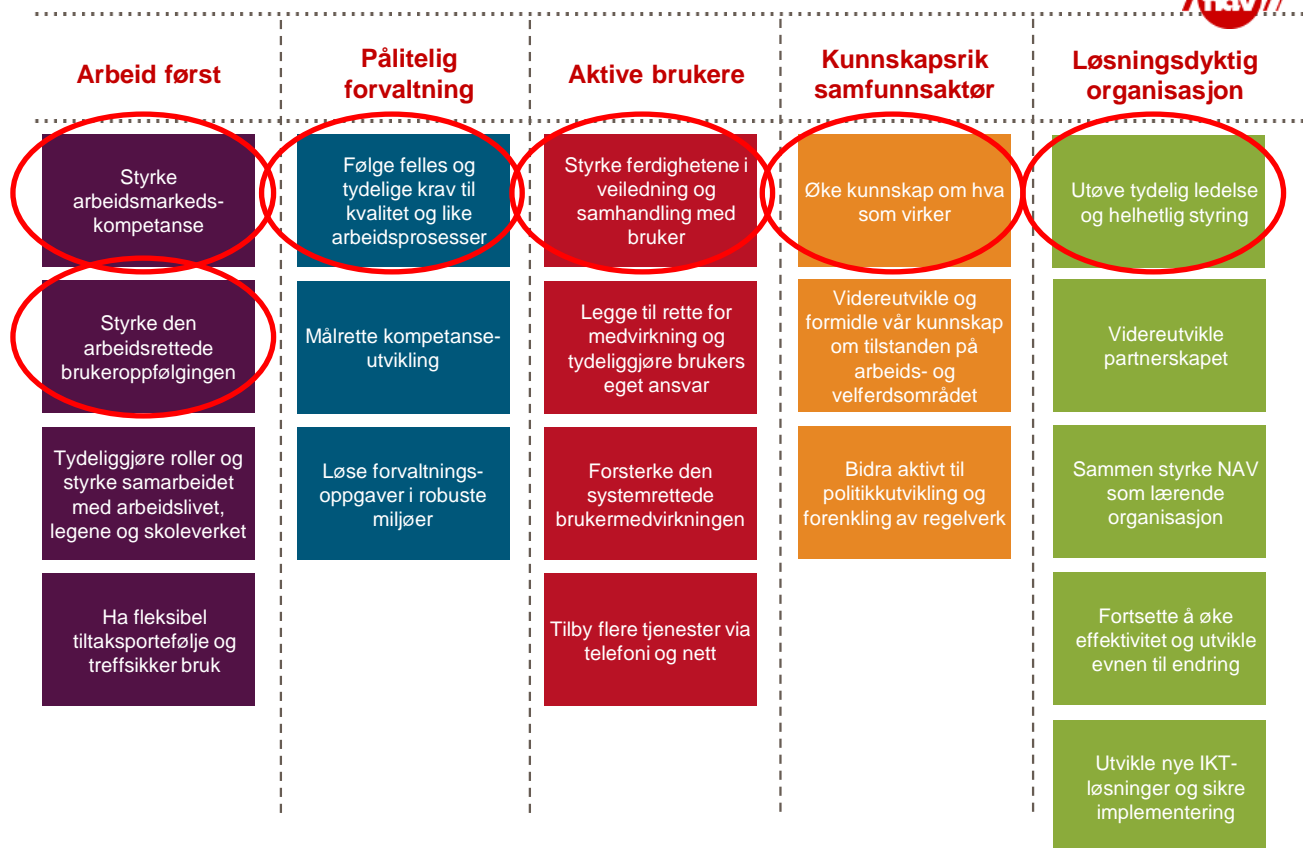 nav
Arbeid først
Pålitelig
forvaltning
Aktive brukere
Kunnskapsrik
samfunnsaktør
Løsningsdyktig
organisasjon
Styrke
arbeidsmarkeds-
kompetanse
Styrke den
arbeidsrettede
brukeroppfølgingen
Tydeliggjøre roller og
styrke samarbeidet
med arbeidslivet,
legene og skoleverket
Ha fleksibel
tiltaksportefølje og
treffsikker bruk
Følge felles og
tydelige krav til
kvalitet og like
arbeidsprosesser
Målrette kompetanse-
utvikling
Løse forvaltnings-
oppgaver i robuste
miljøer
Styrke ferdighetene i
veiledning og
samhandling med
bruker
Legge til rette for
medvirkning og
tydeliggjøre brukers
eget ansvar
Forsterke den
systemrettede
brukermedvirkningen
Tilby flere tjenester via
telefoni og nett
Øke kunnskap om hva
som virker
Videreutvikle og
formidle vår kunnskap
om tilstanden på
arbeids- og
velferdsområdet
Bidra aktivt til
politikkutvikling og
forenkling av regelverk
Utøve tydelig ledelse
og helhetlig styring
Videreutvikle
partnerskapet
Sammen styrke NAV
som lærende
organisasjon
Fortsette å øke
effektivitet og utvikle
evnen til endring
Utvikle nye IKT-
løsninger og sikre
implementering